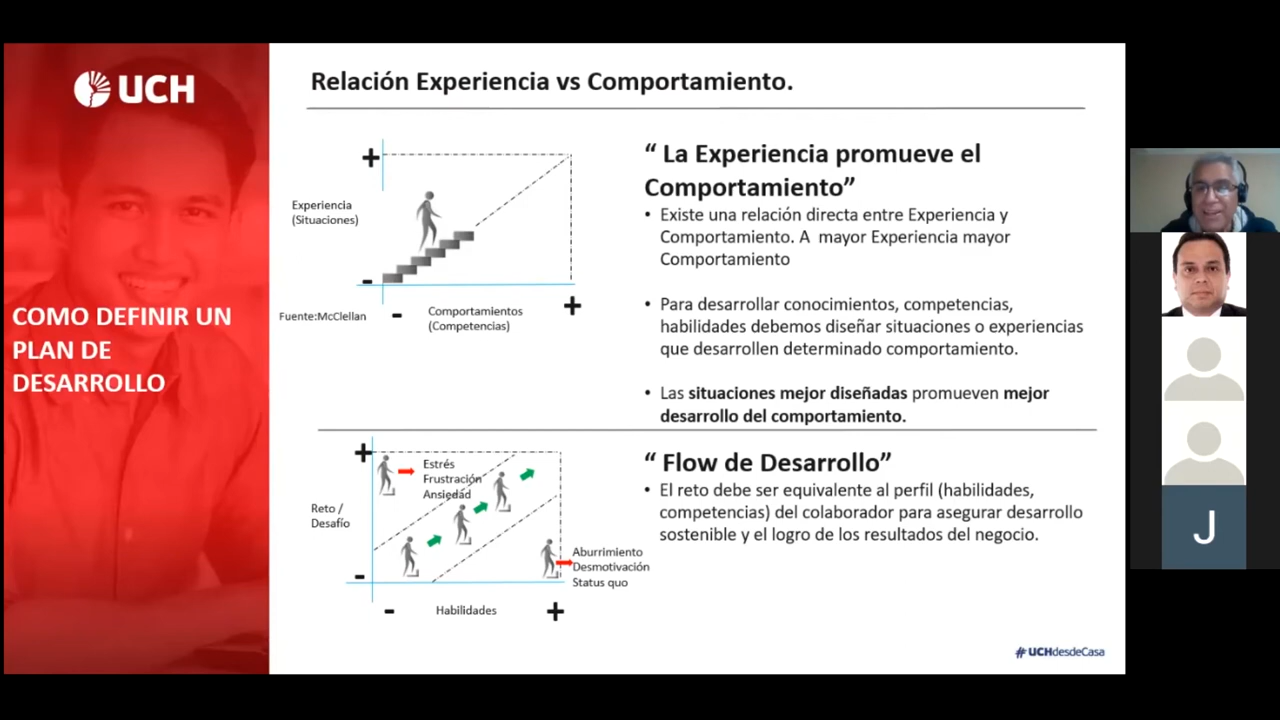 UCH
COMO DEFINIR UN
PLAN DE
DESARROLLO
Relación Experiencia vs Comportamiento.
+
Experiencia
(Situaciones)
-
Fuente:McClellan
-
Comportamientos
(Competencias)
+
“ La Experiencia promueve el
Comportamiento”
• Existe una relación directa entre Experiencia y
Comportamiento. A mayor Experiencia mayor
Comportamiento
• Para desarrollar conocimientos, competencias,
habilidades debemos diseñar situaciones o experiencias
que desarrollen determinado comportamiento.
• Las situaciones mejor diseñadas promueven mejor
desarrollo del comportamiento.
+
Estrés
Frustración
Ansiedad
Reto /
Desafío
-
Aburrimiento
Desmotivación
Status quo
-
Habilidades
+
“ Flow de Desarrollo”
• El reto debe ser equivalente al perfil (habilidades,
competencias) del colaborador para asegurar desarrollo
sostenible y el logro de los resultados del negocio.
#UCHdesdeCasa
J